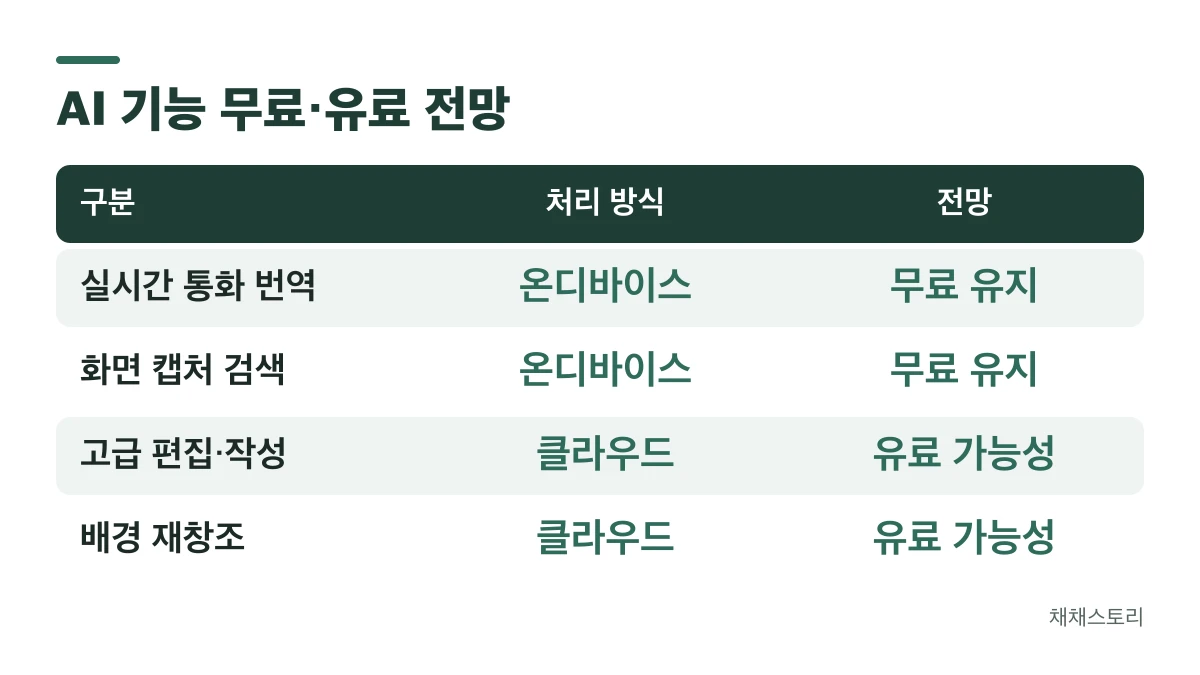 AI 기능 무료·유료 전망
구분 처리 방식 전망
실시간 통화 번역 온디바이스 무료 유지
화면 캡처 검색 온디바이스 무료 유지
고급 편집·작성 클라우드 유료 가능성
배경 재창조 클라우드 유료 가능성
채채스토리